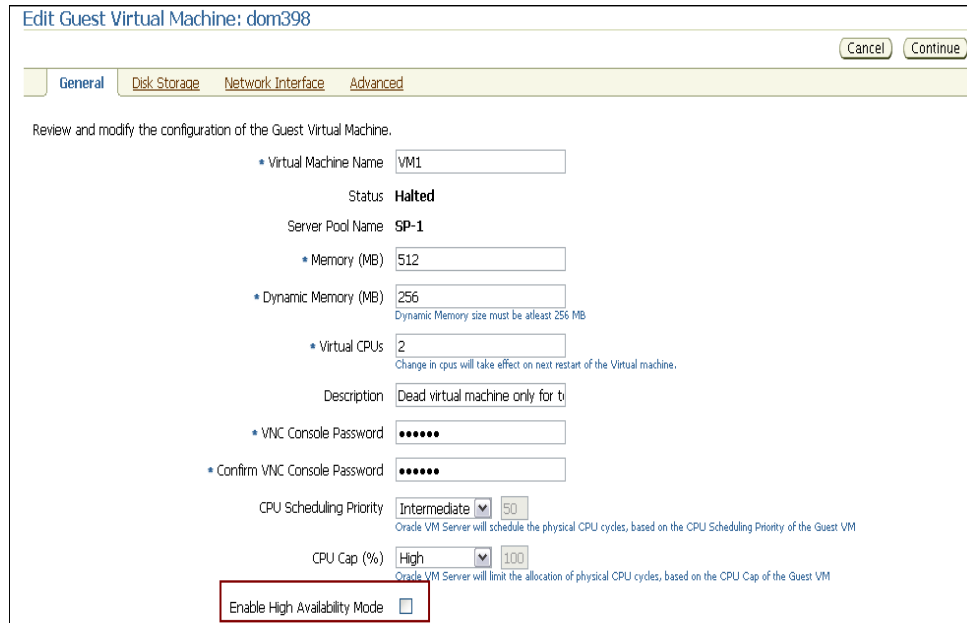 Edit Guest Virtual Machine: dom398
Cancel Continue
General Disk Storage Network Interface Advanced
Review and modify the configuration of the Guest Virtual Machine.
* Virtual Machine Name VM1
Status Halted
Server Pool Name SP-1
* Memory (MB) 512
* Dynamic Memory (MB) 256
Dynamic Memory size must be atleast 256 MB
* Virtual CPUs 2
Change in cpus will take effect on next restart of the Virtual machine.
Description Dead virtual machine only for t
* VNC Console Password ••••••
* Confirm VNC Console Password ••••••
CPU Scheduling Priority Intermediate 50
Oracle VM Server will schedule the physical CPU cycles, based on the CPU Scheduling Priority of the Guest VM
CPU Cap (%) High 100
Oracle VM Server will limit the allocation of physical CPU cycles, based on the CPU Cap of the Guest VM
Enable High Availability Mode